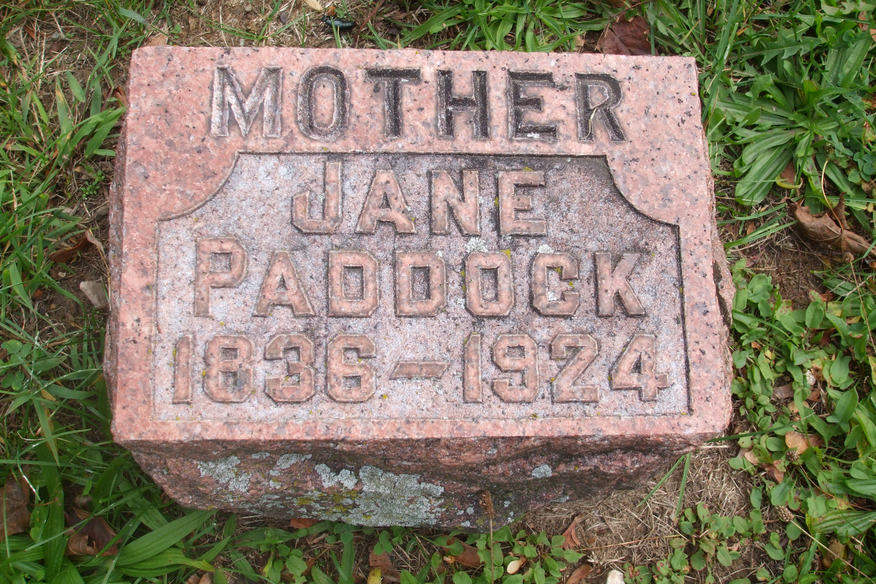 MOTHER
JANE
PADDOCK
1836-1924